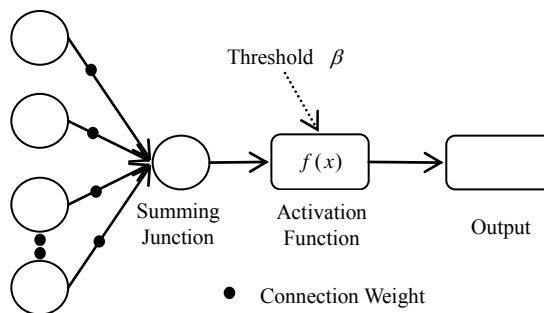 Threshold β
f(x)
Summing
Junction
Activation
Function
Output
Connection Weight